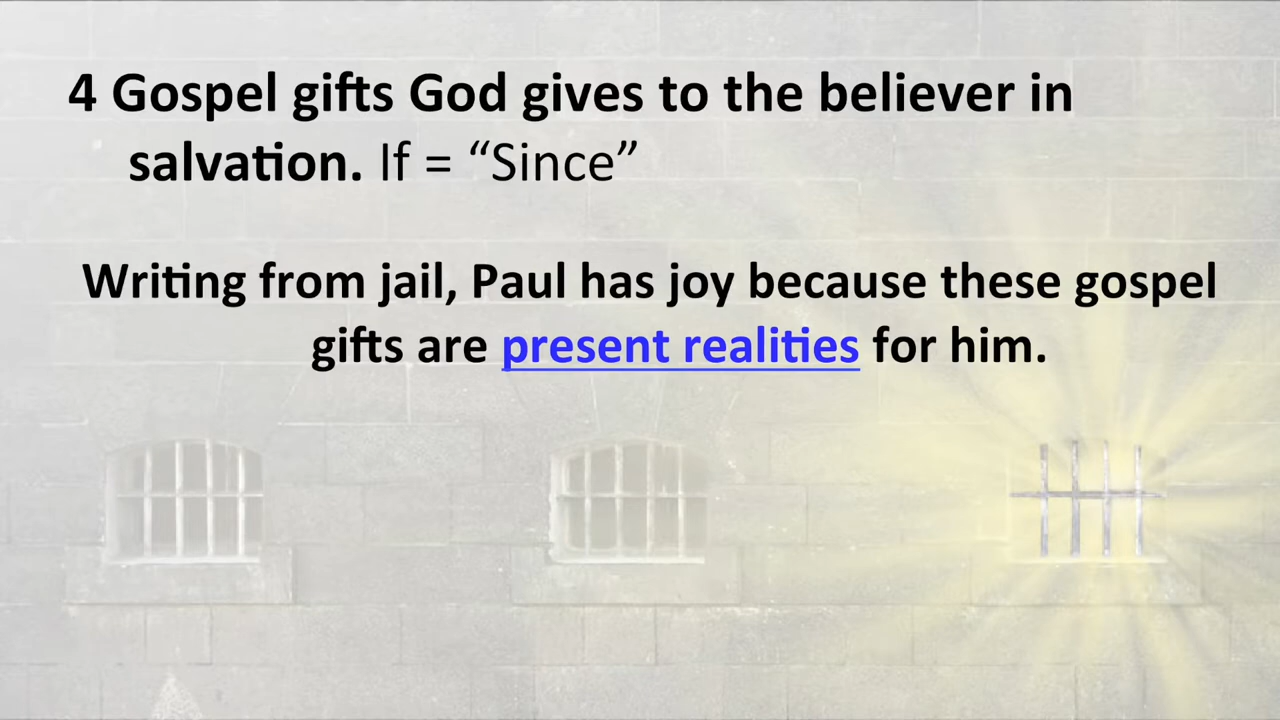 4 Gospel gifts God gives to the believer in
salvation. If = “Since”
Writing from jail, Paul has joy because these gospel
gifts are present realities for him.